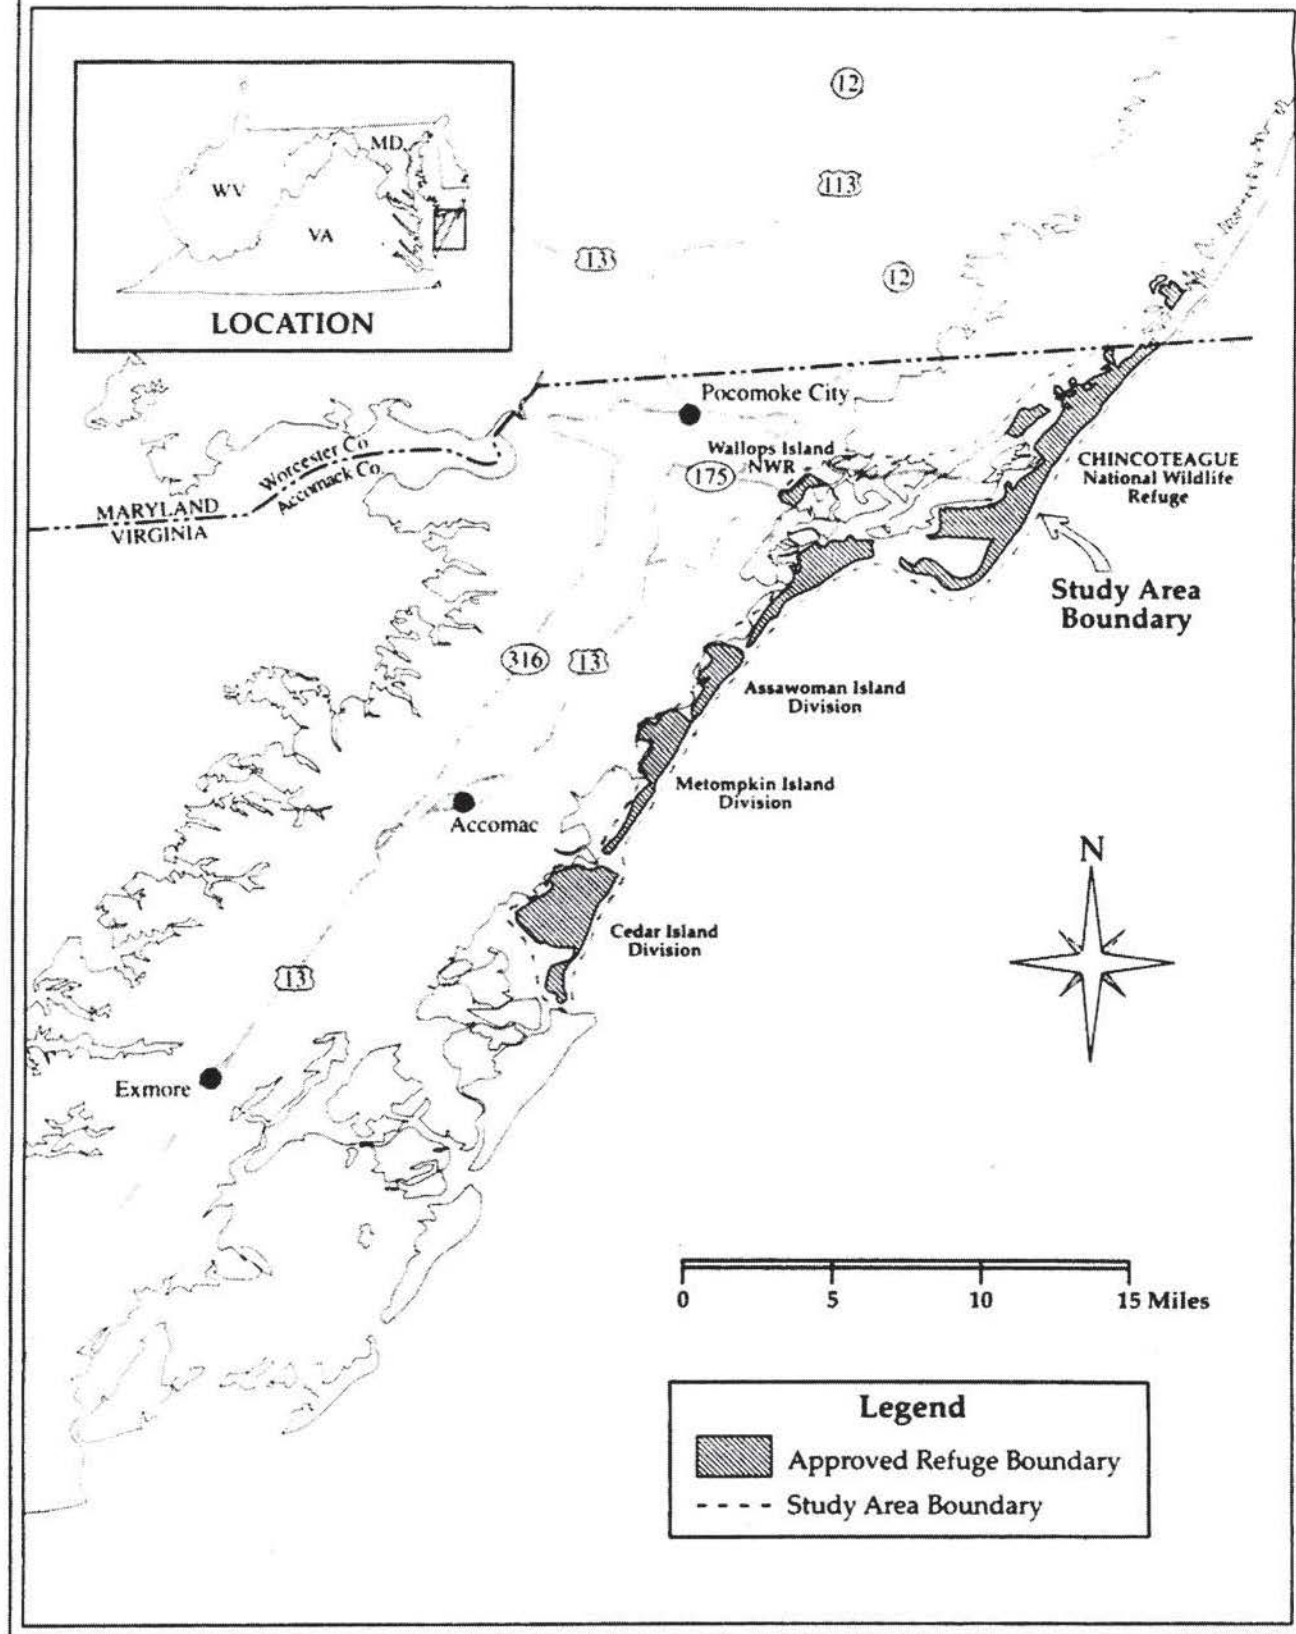 MD
WV
VA
LOCATION
12
113
13
12
Pocomoke City
Worcester Co.
Accomack Co.
MARYLAND
VIRGINIA
Wallops Island
NWR
175
CHINCOTEAGUE
National Wildlife
Refuge
Study Area
Boundary
316
13
Assawoman Island
Division
Metompkin Island
Division
Accomac
N
Cedar Island
Division
13
Exmore
0 5 10 15 Miles
Legend
Approved Refuge Boundary
Study Area Boundary